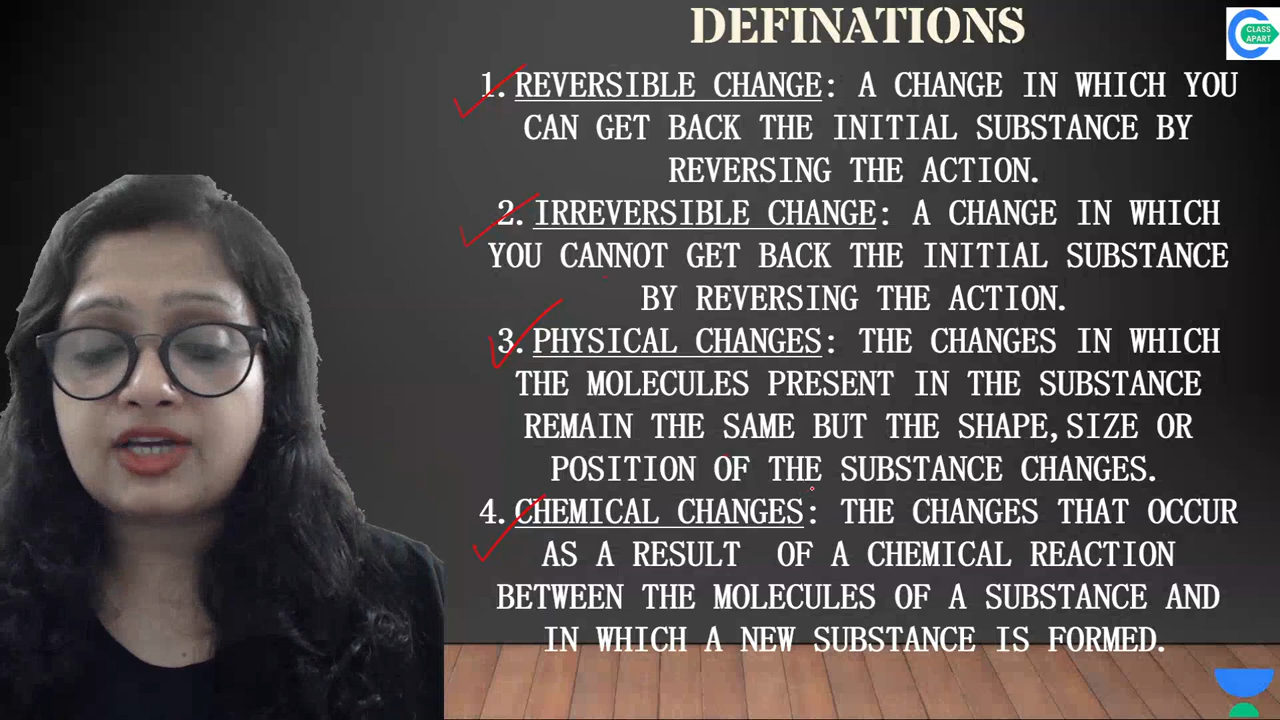 DEFINATIONS
CLASS
APART
1. REVERSIBLE CHANGE: A CHANGE IN WHICH YOU
CAN GET BACK THE INITIAL SUBSTANCE BY
REVERSING THE ACTION.
2. IRREVERSIBLE CHANGE: A CHANGE IN WHICH
YOU CANNOT GET BACK THE INITIAL SUBSTANCE
BY REVERSING THE ACTION.
3. PHYSICAL CHANGES: THE CHANGES IN WHICH
THE MOLECULES PRESENT IN THE SUBSTANCE
REMAIN THE SAME BUT THE SHAPE,SIZE OR
POSITION OF THE SUBSTANCE CHANGES.
4. CHEMICAL CHANGES: THE CHANGES THAT OCCUR
AS A RESULT OF A CHEMICAL REACTION
BETWEEN THE MOLECULES OF A SUBSTANCE AND
IN WHICH A NEW SUBSTANCE IS FORMED.